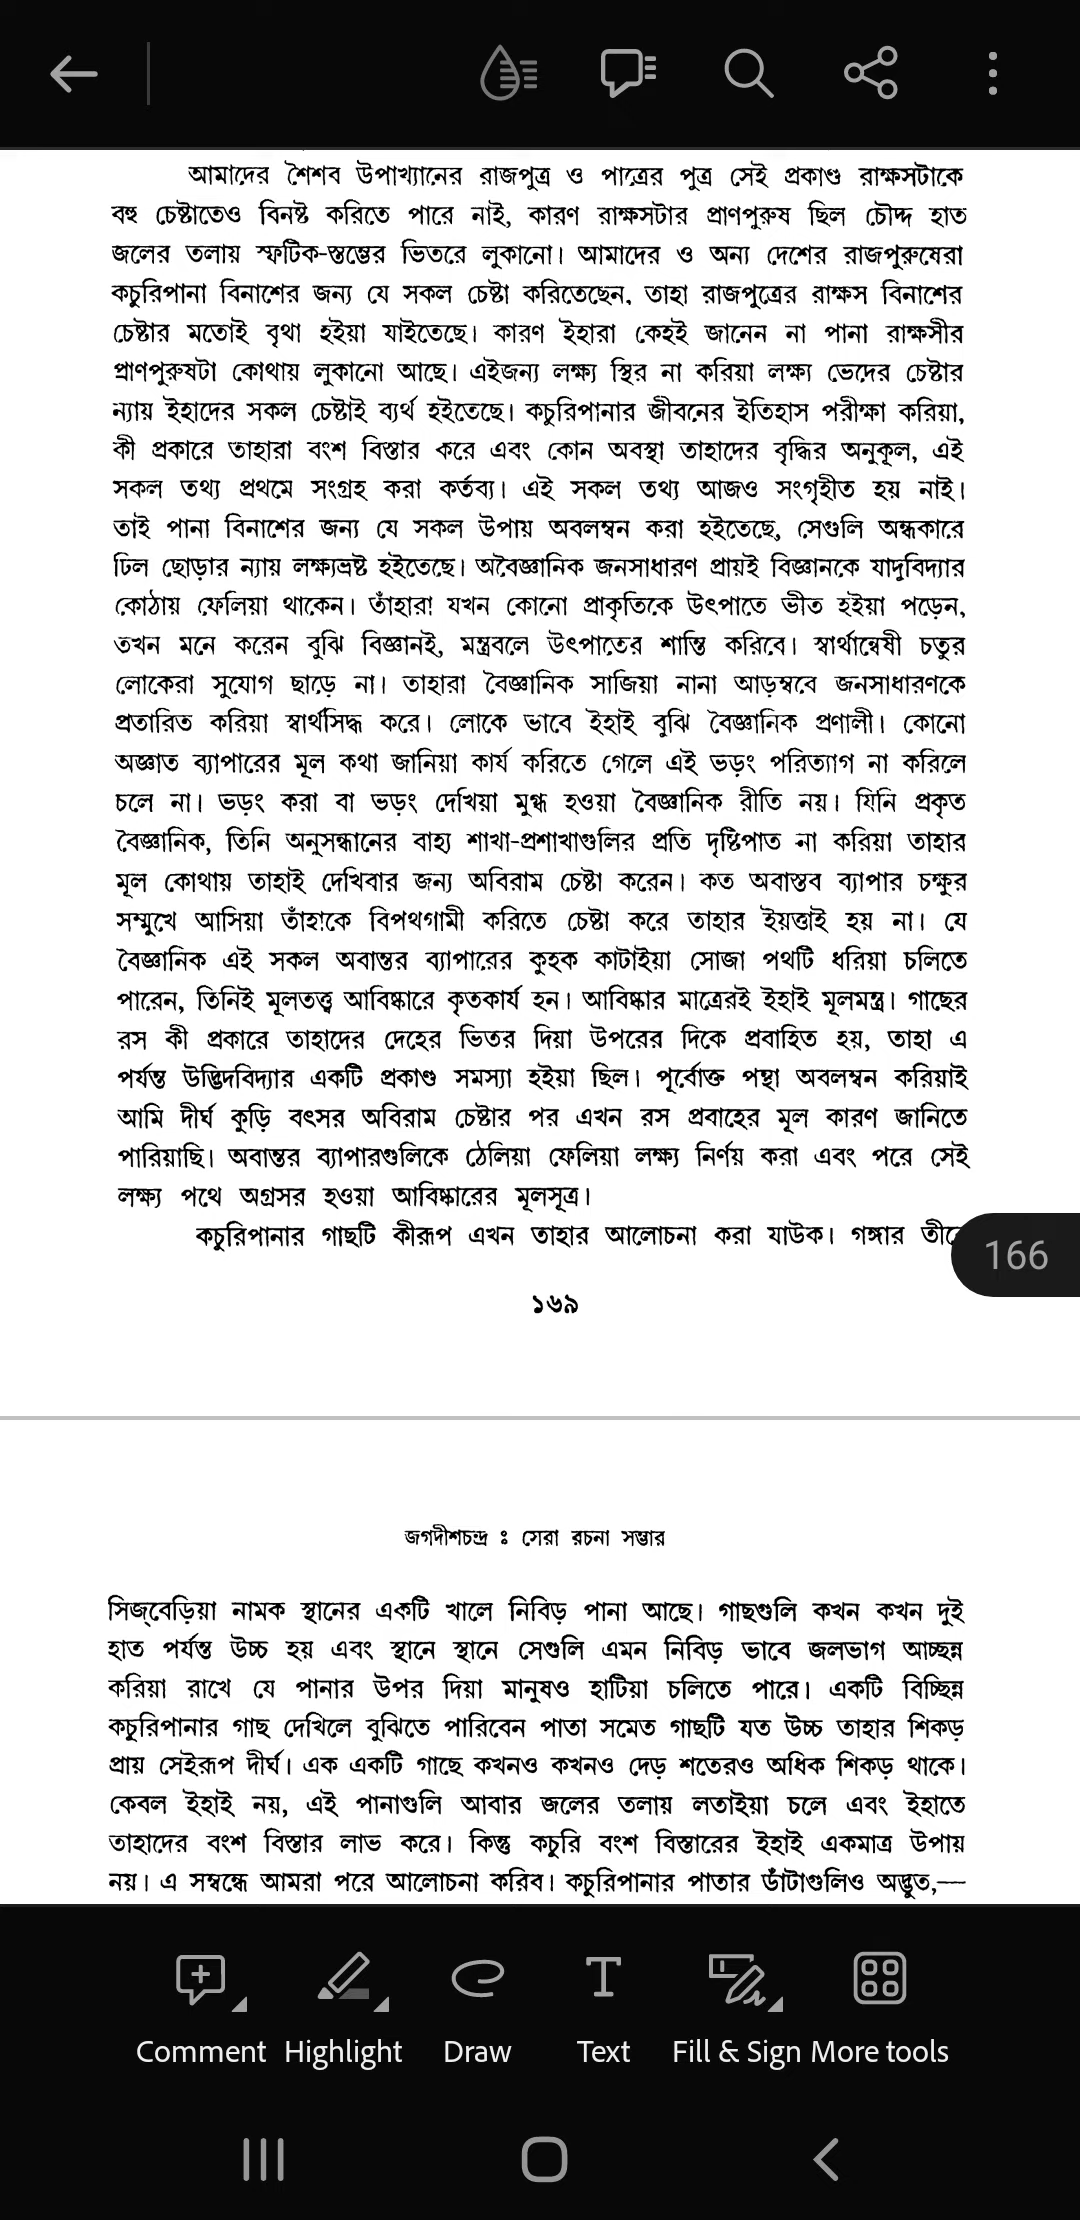 আমাদের শৈশব উপাখ্যানের রাজপুত্র ও পাত্রের পুত্র সেই প্রকাণ্ড রাক্ষসটাকে
বহু চেষ্টাতেও বিনষ্ট করিতে পারে নাই, কারণ রাক্ষসটার প্রাণপুরুষ ছিল চৌদ্দ হাত
জলের তলায় স্ফটিক-স্তম্ভের ভিতরে লুকানো। আমাদের ও অন্য দেশের রাজপুরুষেরা
কচুরিপানা বিনাশের জন্য যে সকল চেষ্টা করিতেছেন, তাহা রাজপুত্রের রাক্ষস বিনাশের
চেষ্টার মতোই বৃথা হইয়া যাইতেছে। কারণ ইহারা কেহই জানেন না পানা রাক্ষসীর
প্রাণপুরুষটা কোথায় লুকানো আছে। এইজন্য লক্ষ্য স্থির না করিয়া লক্ষ্য ভেদের চেষ্টার
ন্যায় ইহাদের সকল চেষ্টাই ব্যর্থ হইতেছে। কচুরিপানার জীবনের ইতিহাস পরীক্ষা করিয়া,
কী প্রকারে তাহারা বংশ বিস্তার করে এবং কোন অবস্থা তাহাদের বৃদ্ধির অনুকূল, এই
সকল তথ্য প্রথমে সংগ্রহ করা কর্তব্য। এই সকল তথ্য আজও সংগৃহীত হয় নাই।
তাই পানা বিনাশের জন্য যে সকল উপায় অবলম্বন করা হইতেছে, সেগুলি অন্ধকারে
ঢিল ছোড়ার ন্যায় লক্ষ্যভ্রষ্ট হইতেছে। অবৈজ্ঞানিক জনসাধারণ প্রায়ই বিজ্ঞানকে যাদুবিদ্যার
কোঠায় ফেলিয়া থাকেন। তাঁহারা যখন কোনো প্রাকৃতিকে উৎপাতে ভীত হইয়া পড়েন,
তখন মনে করেন বুঝি বিজ্ঞানই, মন্ত্রবলে উৎপাতের শান্তি করিবে। স্বার্থান্বেষী চতুর
লোকেরা সুযোগ ছাড়ে না। তাহারা বৈজ্ঞানিক সাজিয়া নানা আড়ম্ববে জনসাধারণকে
প্রতারিত করিয়া স্বার্থসিদ্ধ করে। লোকে ভাবে ইহাই বুঝি বৈজ্ঞানিক প্রণালী। কোনো
অজ্ঞাত ব্যাপারের মূল কথা জানিয়া কার্য করিতে গেলে এই ভড়ং পরিত্যাগ না করিলে
চলে না। ভড়ং করা বা ভড়ং দেখিয়া মুগ্ধ হওয়া বৈজ্ঞানিক রীতি নয়। যিনি প্রকৃত
বৈজ্ঞানিক, তিনি অনুসন্ধানের বাহ্য শাখা-প্রশাখাগুলির প্রতি দৃষ্টিপাত না করিয়া তাহার
মূল কোথায় তাহাই দেখিবার জন্য অবিরাম চেষ্টা করেন। কত অবাস্তব ব্যাপার চক্ষুর
সম্মুখে আসিয়া তাঁহাকে বিপথগামী করিতে চেষ্টা করে তাহার ইয়ত্তাই হয় না। যে
বৈজ্ঞানিক এই সকল অবান্তর ব্যাপারের কুহক কাটাইয়া সোজা পথটি ধরিয়া চলিতে
পারেন, তিনিই মূলতত্ত্ব আবিষ্কারে কৃতকার্য হন। আবিষ্কার মাত্রেরই ইহাই মূলমন্ত্র। গাছের
রস কী প্রকারে তাহাদের দেহের ভিতর দিয়া উপরের দিকে প্রবাহিত হয়, তাহা এ
পর্যন্ত উদ্ভিদবিদ্যার একটি প্রকাণ্ড সমস্যা হইয়া ছিল। পূর্বোক্ত পন্থা অবলম্বন করিয়াই
আমি দীর্ঘ কুড়ি বৎসর অবিরাম চেষ্টার পর এখন রস প্রবাহের মূল কারণ জানিতে
পারিয়াছি। অবান্তর ব্যাপারগুলিকে ঠেলিয়া ফেলিয়া লক্ষ্য নির্ণয় করা এবং পরে সেই
লক্ষ্য পথে অগ্রসর হওয়া আবিষ্কারের মূলসূত্র।
কচুরিপানার গাছটি কীরূপ এখন তাহার আলোচনা করা যাউক। গঙ্গার
166
১৬৯
জগদীশচন্দ্র ঃ সেরা রচনা সম্ভার
সিজ্‌বেড়িয়া নামক স্থানের একটি খালে নিবিড় পানা আছে। গাছগুলি কখন কখন দুই
হাত পর্যন্ত উচ্চ হয় এবং স্থানে স্থানে সেগুলি এমন নিবিড় ভাবে জলভাগ আচ্ছন্ন
করিয়া রাখে যে পানার উপর দিয়া মানুষও হাটিয়া চলিতে পারে। একটি বিচ্ছিন্ন
কচুরিপানার গাছ দেখিলে বুঝিতে পারিবেন পাতা সমেত গাছটি যত উচ্চ তাহার শিকড়
প্রায় সেইরূপ দীর্ঘ। এক একটি গাছে কখনও কখনও দেড় শতেরও অধিক শিকড় থাকে।
কেবল ইহাই নয়, এই পানাগুলি আবার জলের তলায় লতাইয়া চলে এবং ইহাতে
তাহাদের বংশ বিস্তার লাভ করে। কিন্তু কচুরি বংশ বিস্তারের ইহাই একমাত্র উপায়
নয়। এ সম্বন্ধে আমরা পরে আলোচনা করিব। কচুরিপানার পাতার ডাঁটাগুলিও অদ্ভুত,—
Comment Highlight Draw Text Fill & Sign More tools